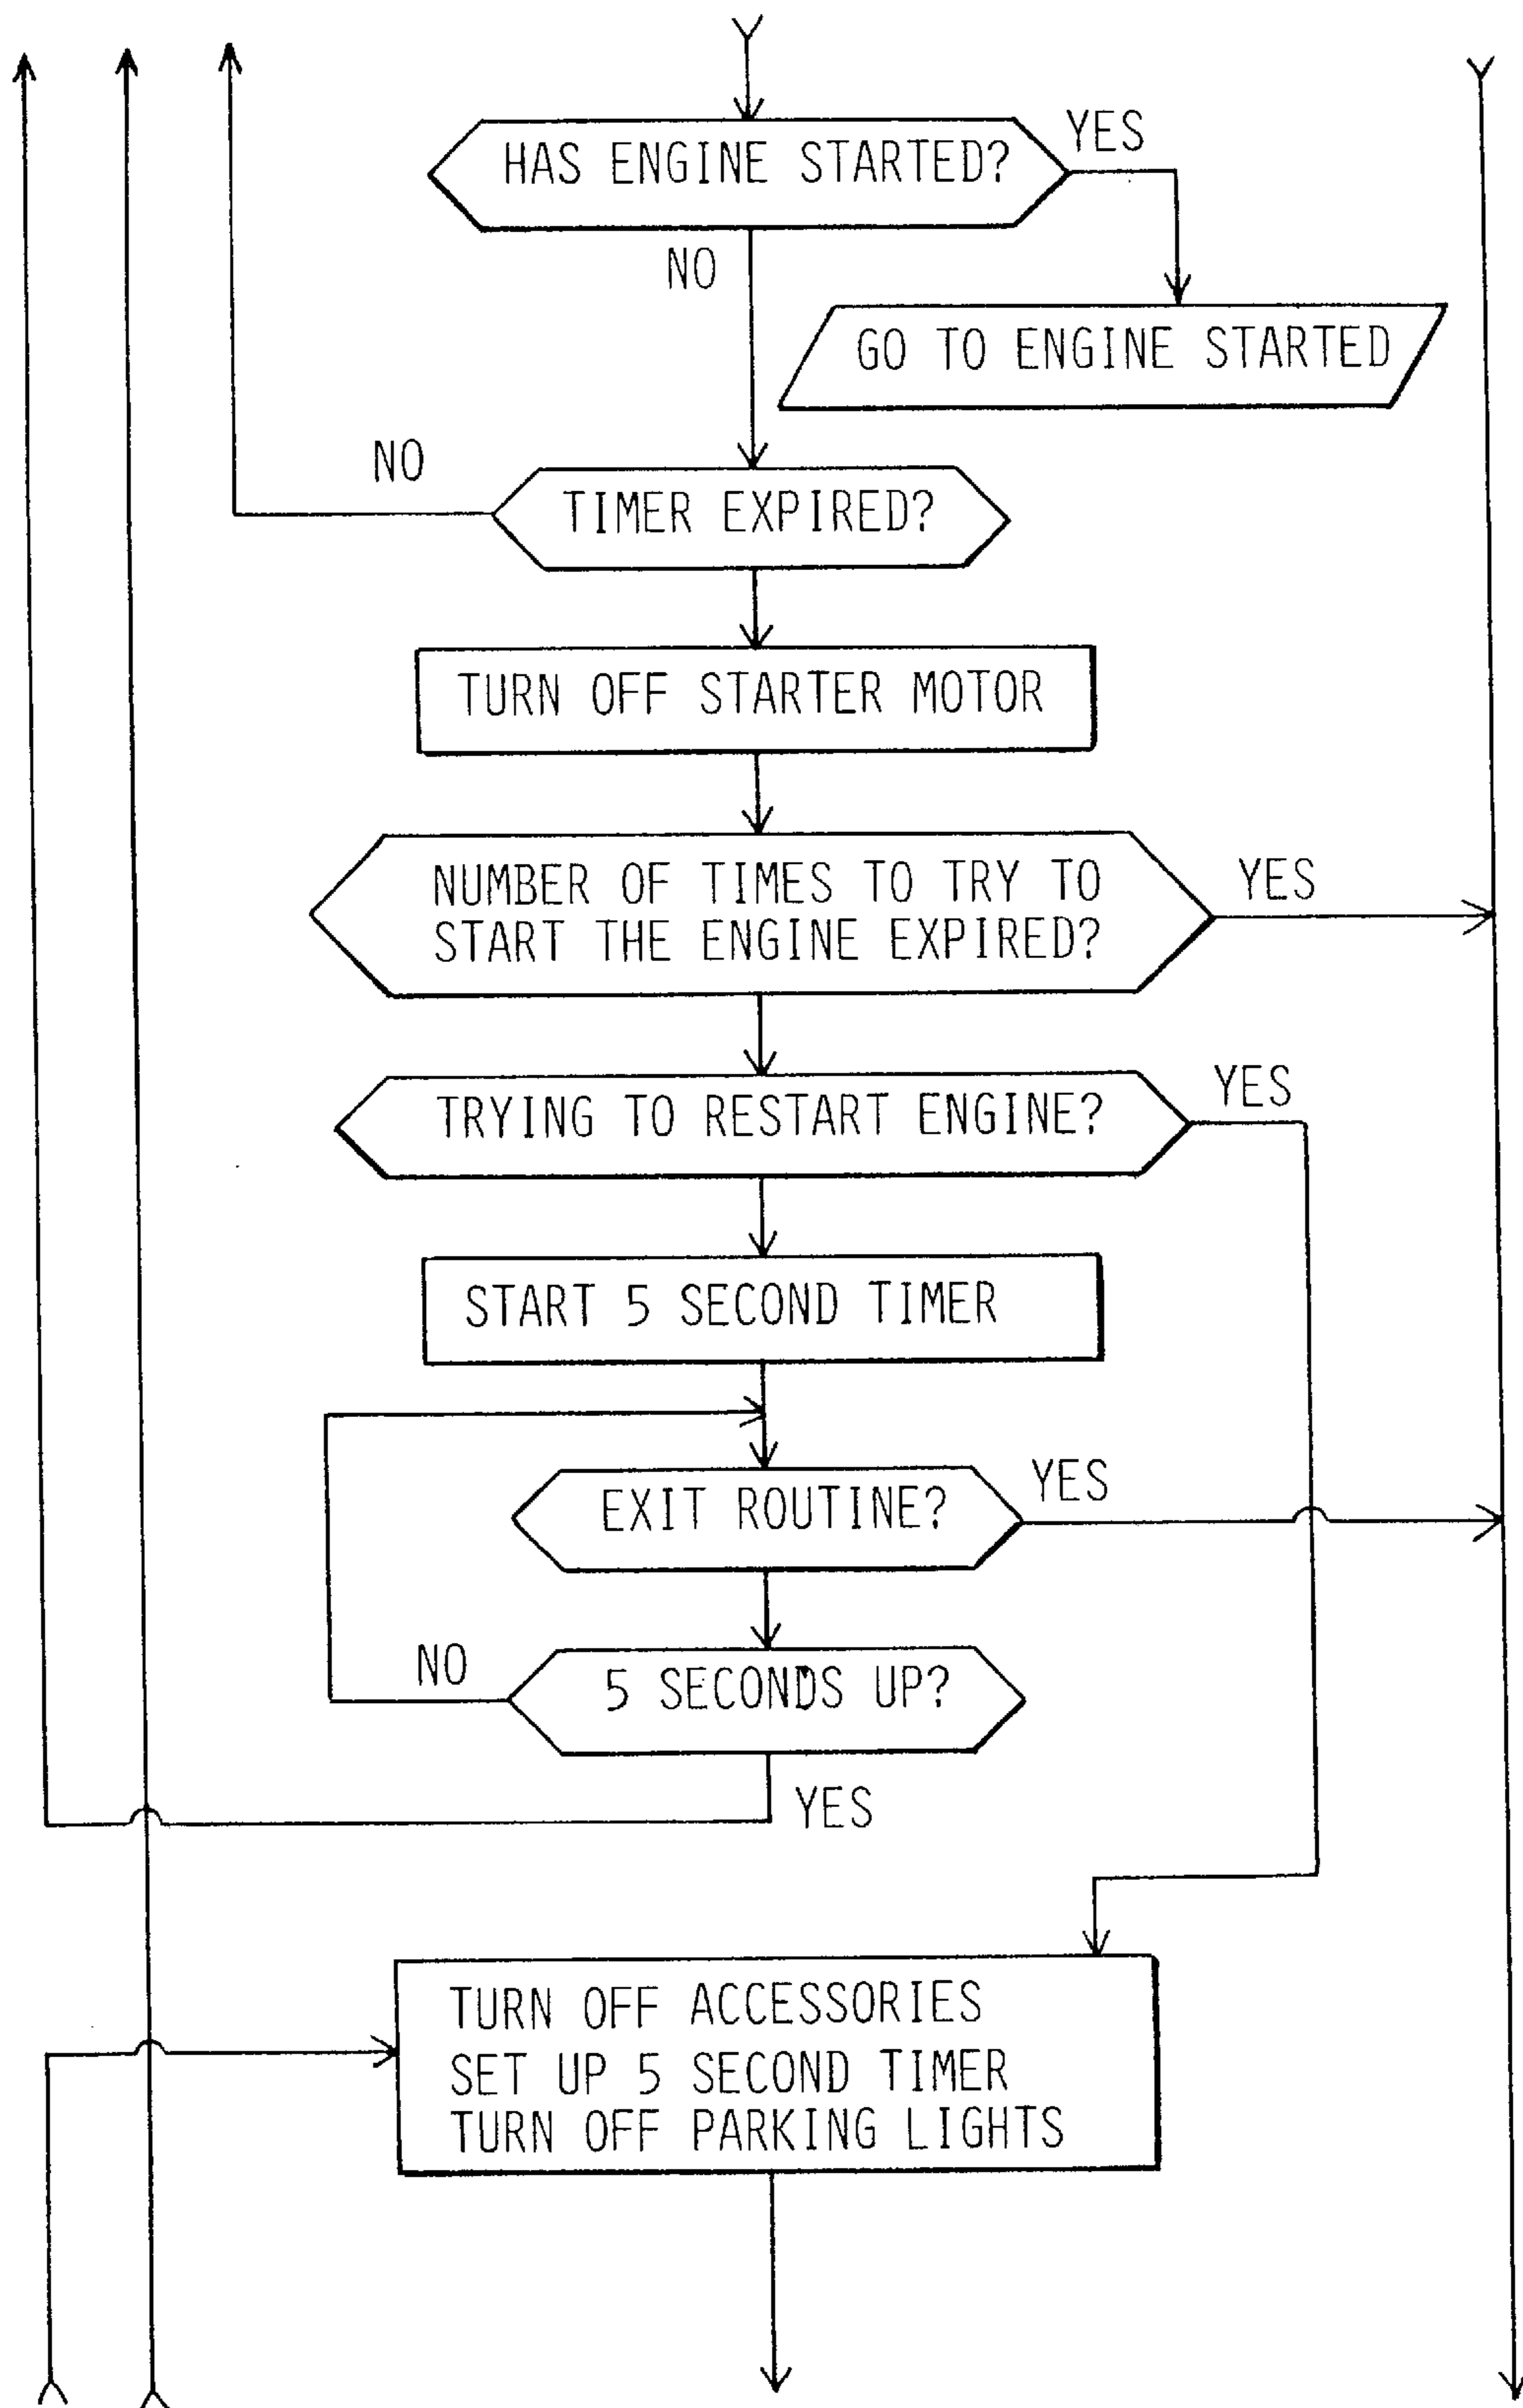 HAS ENGINE STARTED?
YES
NO
GO TO ENGINE STARTED
NO
TIMER EXPIRED?
TURN OFF STARTER MOTOR
NUMBER OF TIMES TO TRY TO
START THE ENGINE EXPIRED?
YES
TRYING TO RESTART ENGINE?
YES
START 5 SECOND TIMER
EXIT ROUTINE?
YES
NO
5 SECONDS UP?
YES
TURN OFF ACCESSORIES
SET UP 5 SECOND TIMER
TURN OFF PARKING LIGHTS